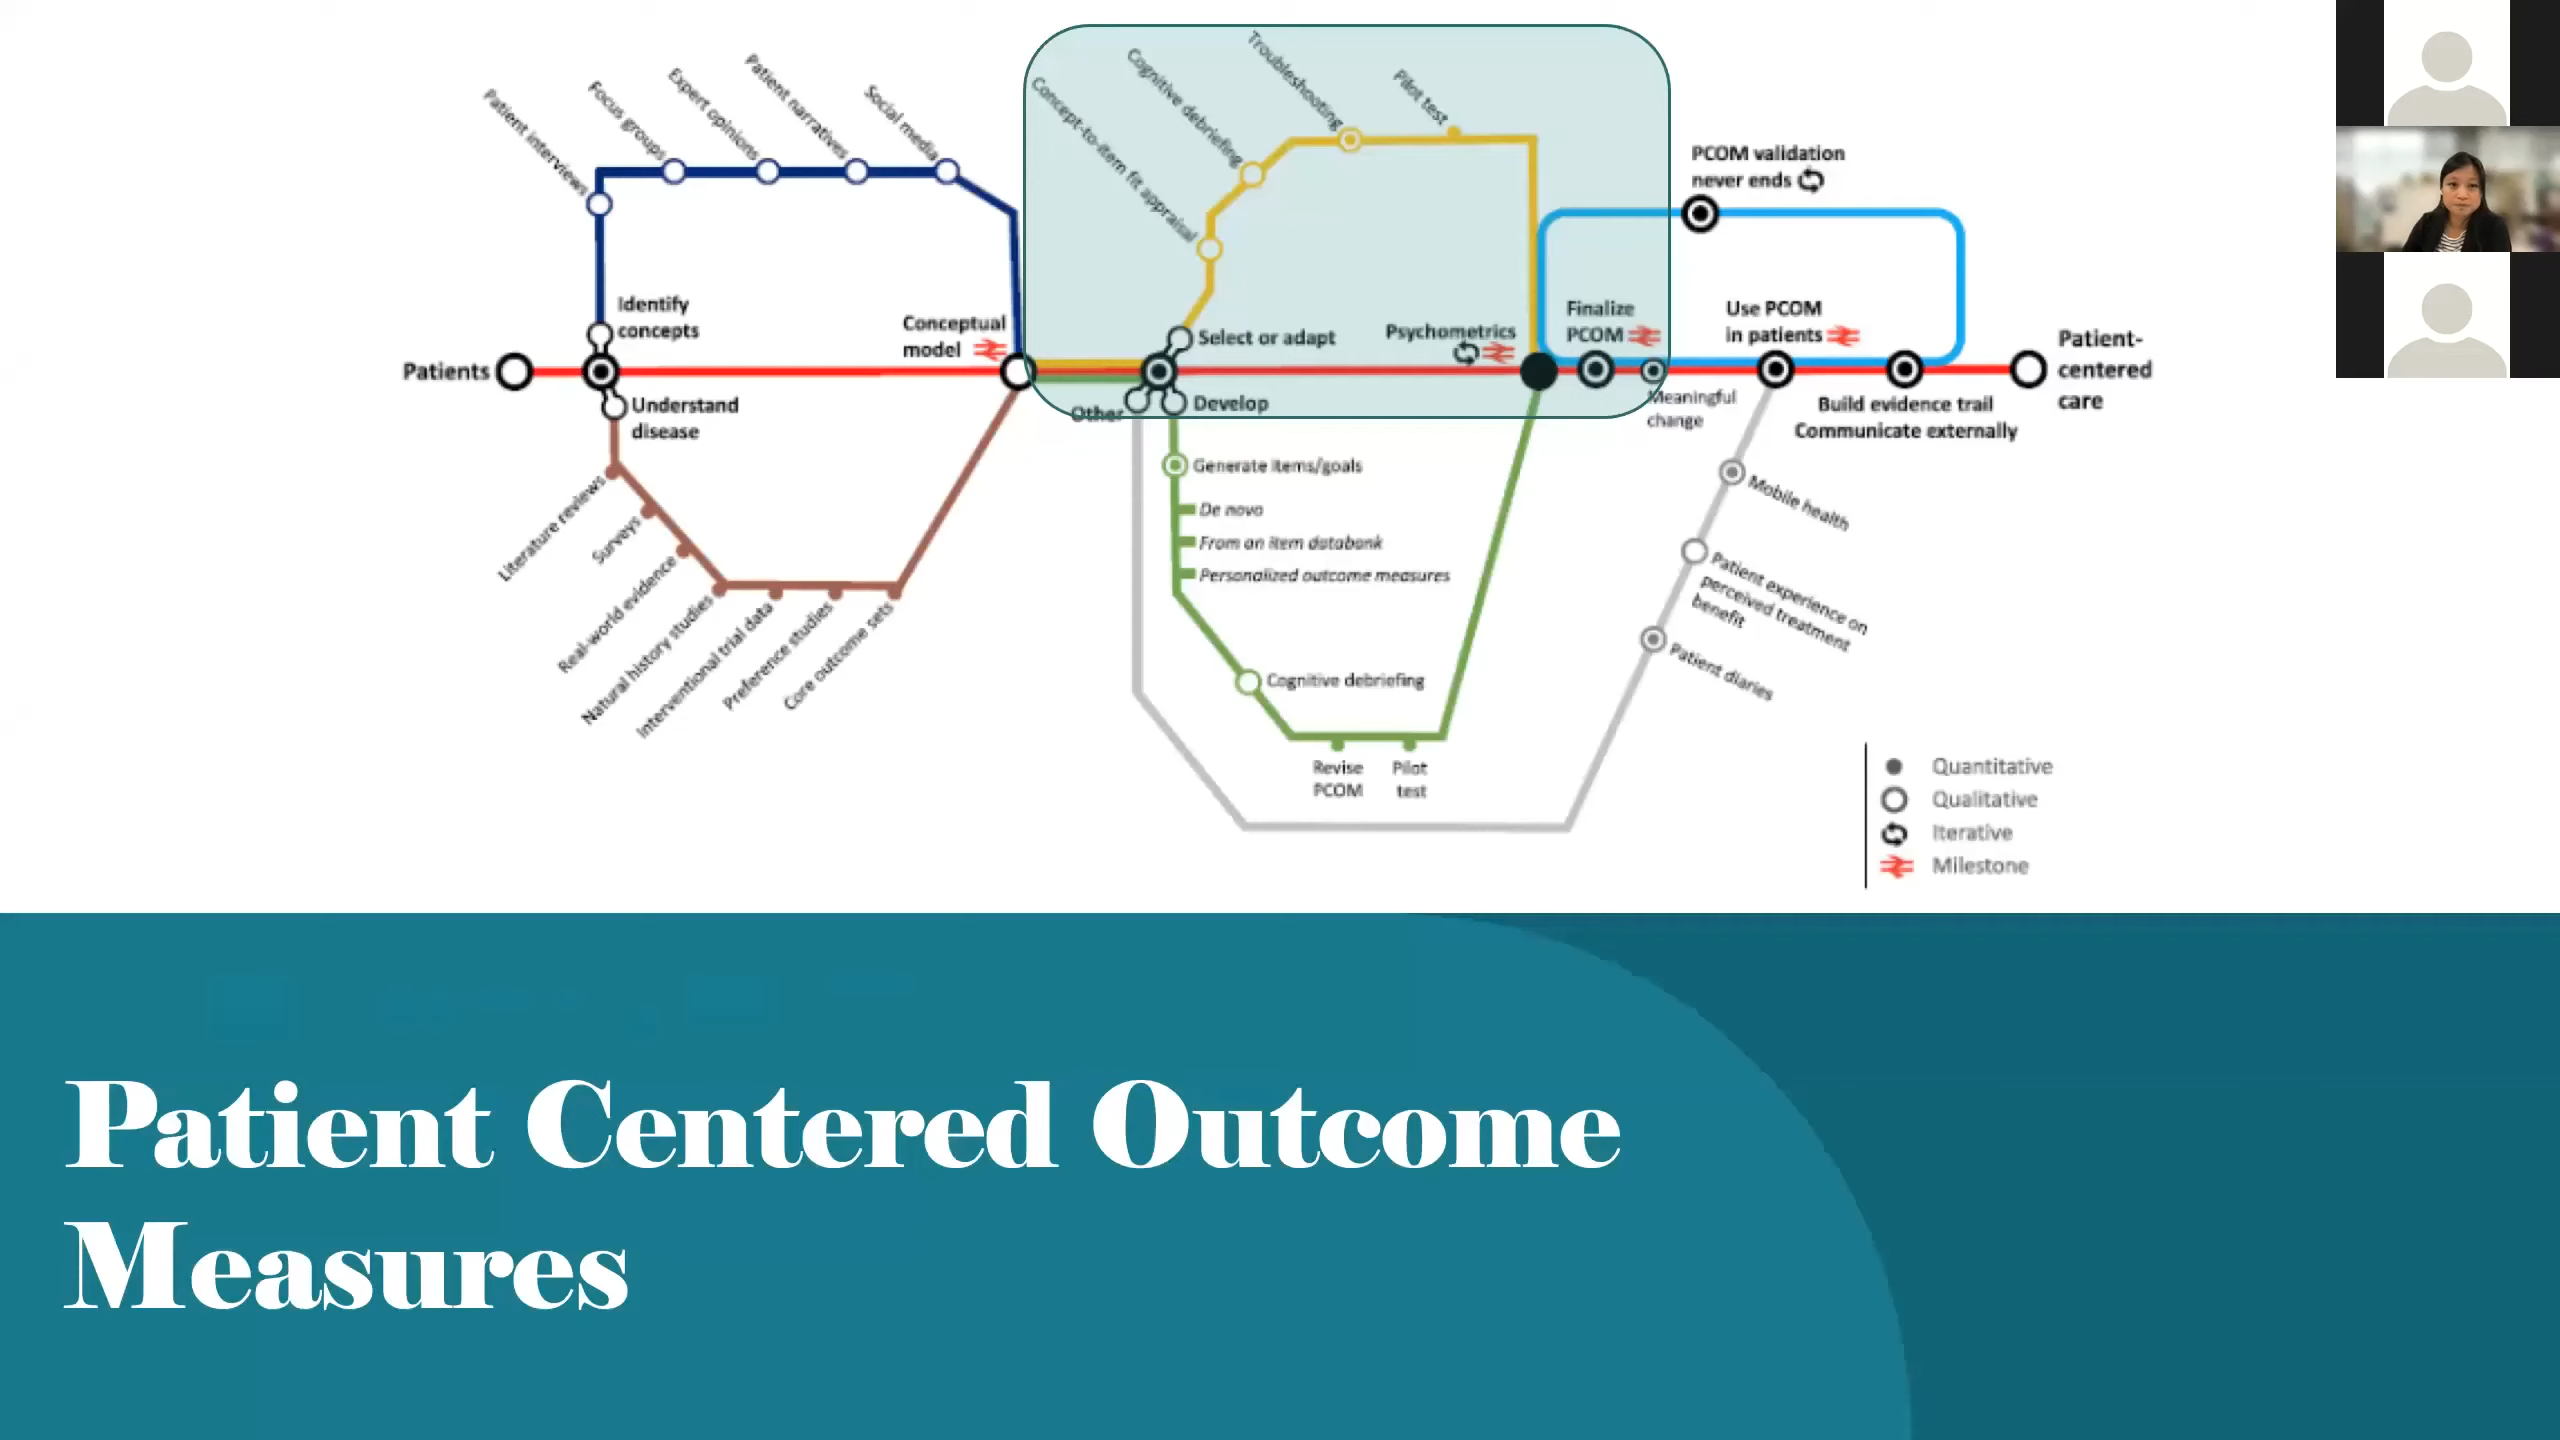 Patient interviews
Focus groups
Expert opinions
Patient narratives
Social media
Concept-to-item fit appraisal
Cognitive debriefing
Troubleshooting
Pilot test
PCOM validation
never ends
Identify
concepts
Conceptual
model
Select or adapt
Psychometrics
Finalize
PCOM
Use PCOM
in patients
Patients
Patient-
centered
care
Understand
disease
Other
Develop
Meaningful
change
Build evidence trail
Communicate externally
Literature reviews
Surveys
Real-world evidence
Natural history studies
Interventional trial data
Preference studies
Core outcome sets
Generate items/goals
De novo
From an item databank
Personalized outcome measures
Cognitive debriefing
Revise
PCOM
Pilot
test
Mobile health
Patient experience on
perceived treatment
benefit
Patient diaries
Quantitative
Qualitative
Iterative
Milestone
Patient Centered Outcome
Measures